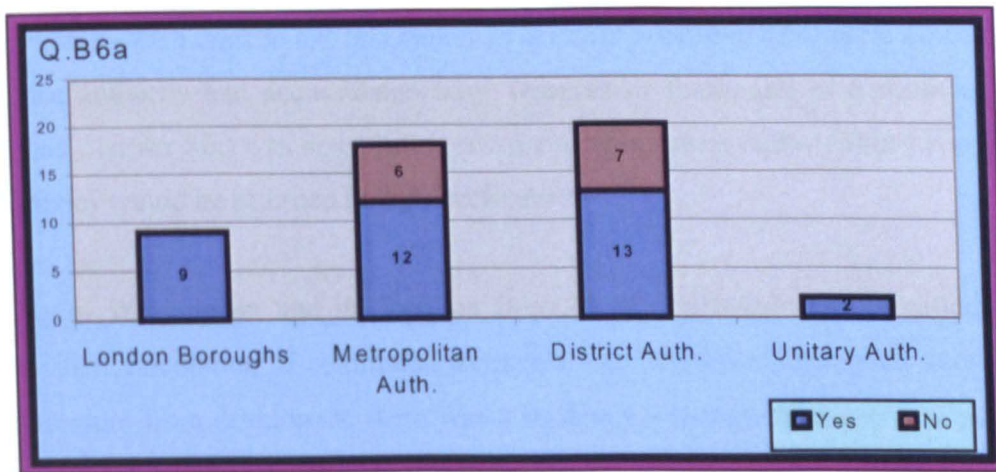 Q.B6a
25
20
15
10
5
0
9
6
12
7
13
2
London Boroughs
Metropolitan
Auth.
District Auth.
Unitary Auth.
Yes
No